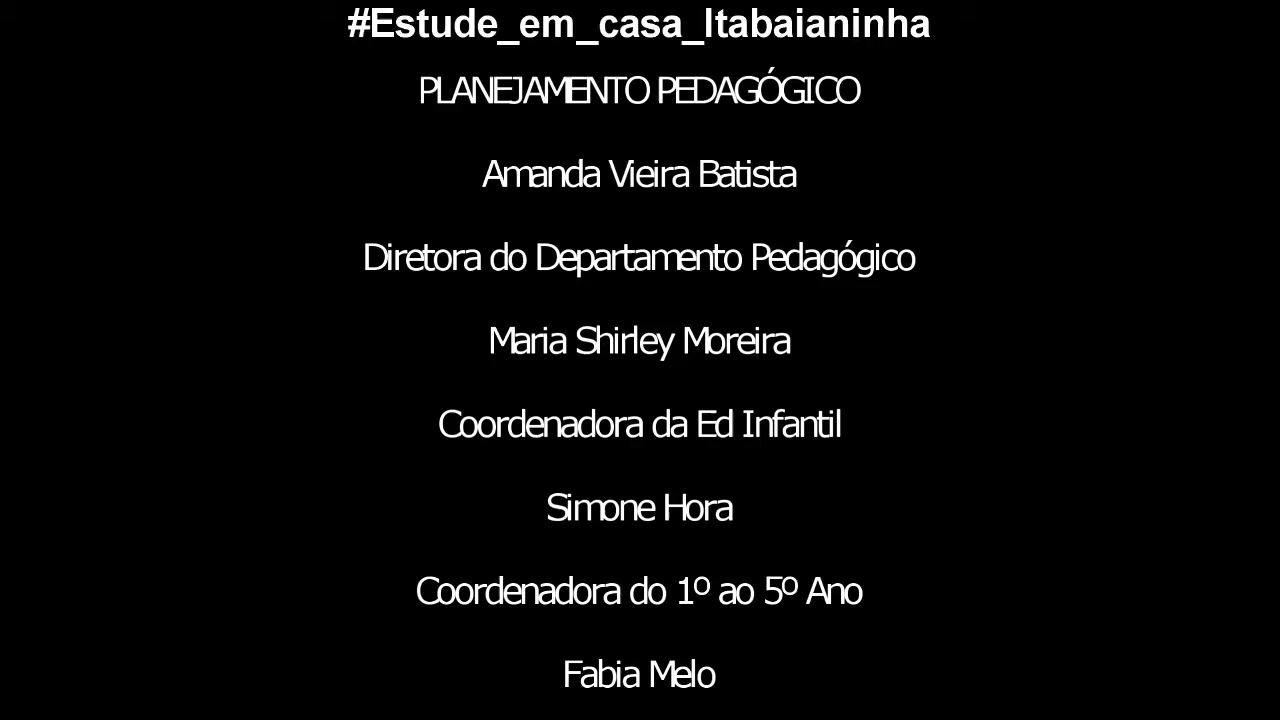 #Estude_em_casa_Itabaianinha
PLANEJAMENTO PEDAGÓGICO
Amanda Vieira Batista
Diretora do Departamento Pedagógico
Maria Shirley Moreira
Coordenadora da Ed Infantil
Simone Hora
Coordenadora do 1º ao 5º Ano
Fabia Melo